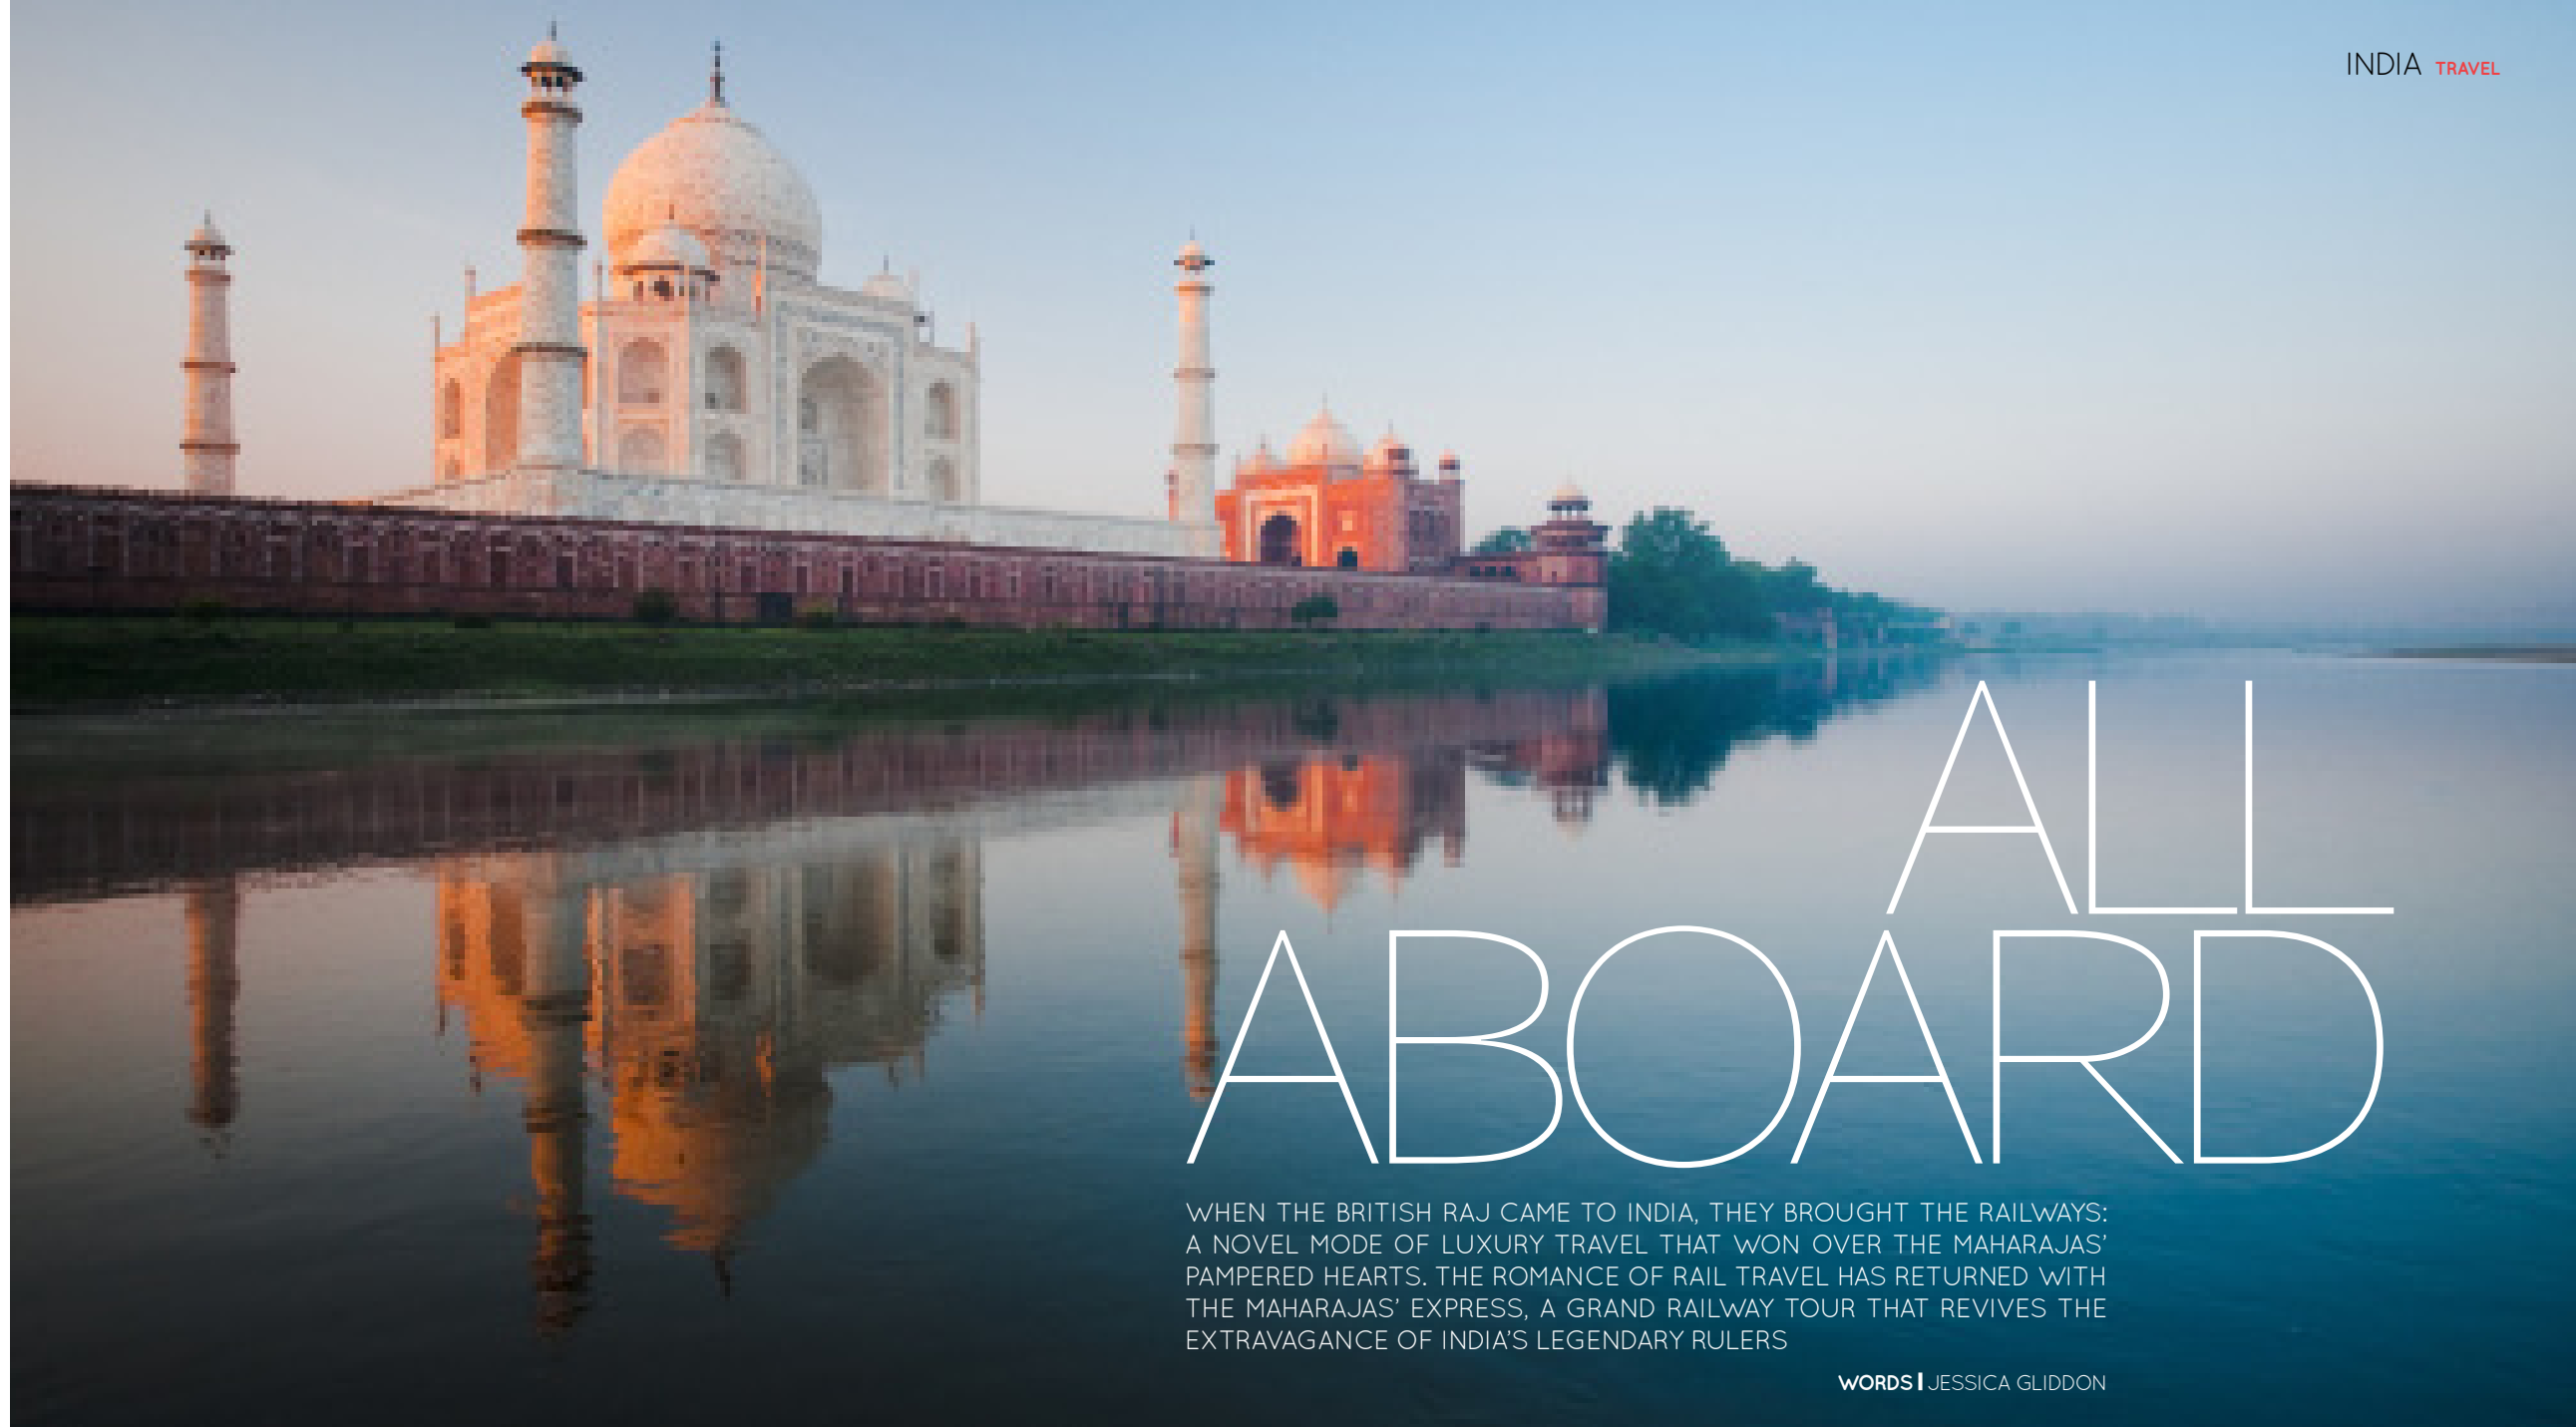 INDIA TRAVEL
ALL
ABOARD
WHEN THE BRITISH RAJ CAME TO INDIA, THEY BROUGHT THE RAILWAYS:
A NOVEL MODE OF LUXURY TRAVEL THAT WON OVER THE MAHARAJAS’
PAMPERED HEARTS. THE ROMANCE OF RAIL TRAVEL HAS RETURNED WITH
THE MAHARAJAS’ EXPRESS, A GRAND RAILWAY TOUR THAT REVIVES THE
EXTRAVAGANCE OF INDIA’S LEGENDARY RULERS
WORDS | JESSICA GLIDDON